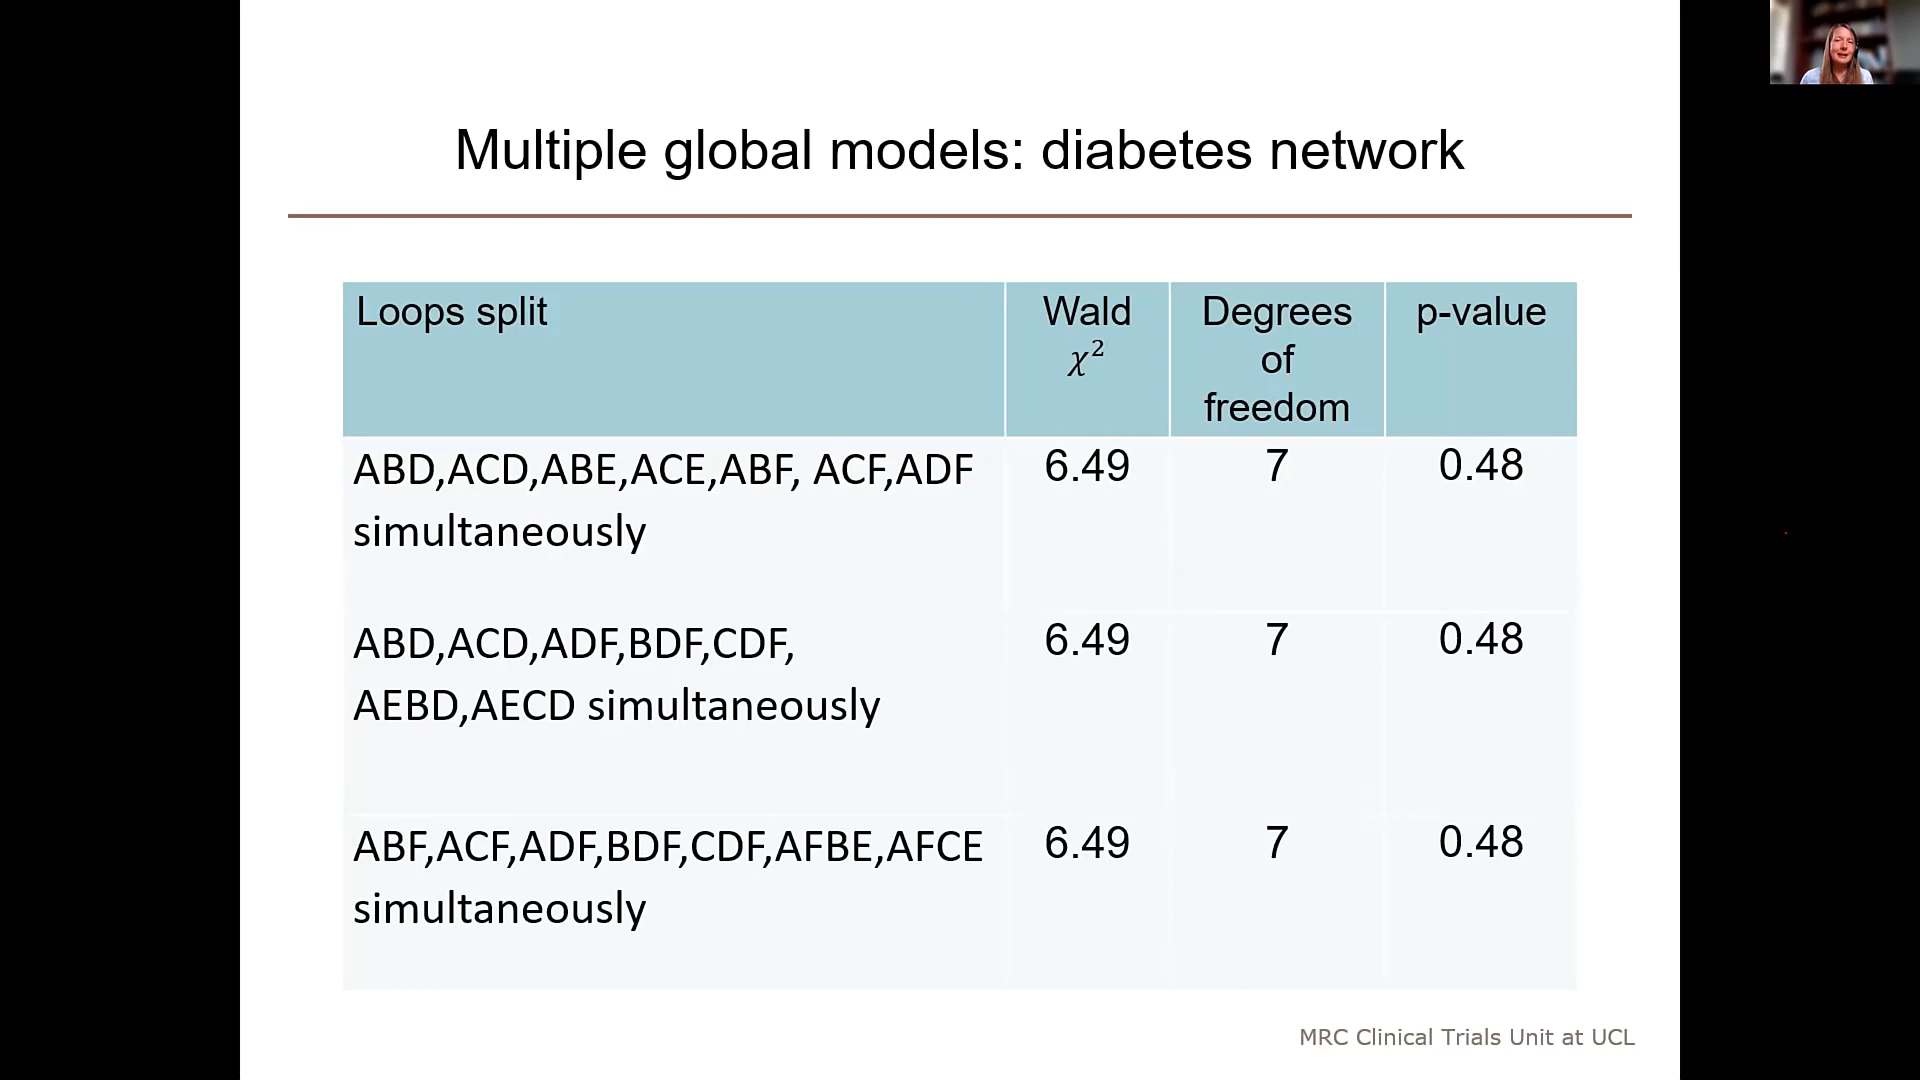 Multiple global models: diabetes network
Loops split
Wald
χ²
Degrees
of
freedom
p-value
ABD,ACD,ABE,ACE,ABF, ACF,ADF
simultaneously
6.49
7
0.48
ABD,ACD,ADF,BDF,CDF,
AEBD,AECD simultaneously
6.49
7
0.48
ABF,ACF,ADF,BDF,CDF,AFBE,AFCE
simultaneously
6.49
7
0.48
MRC Clinical Trials Unit at UCL